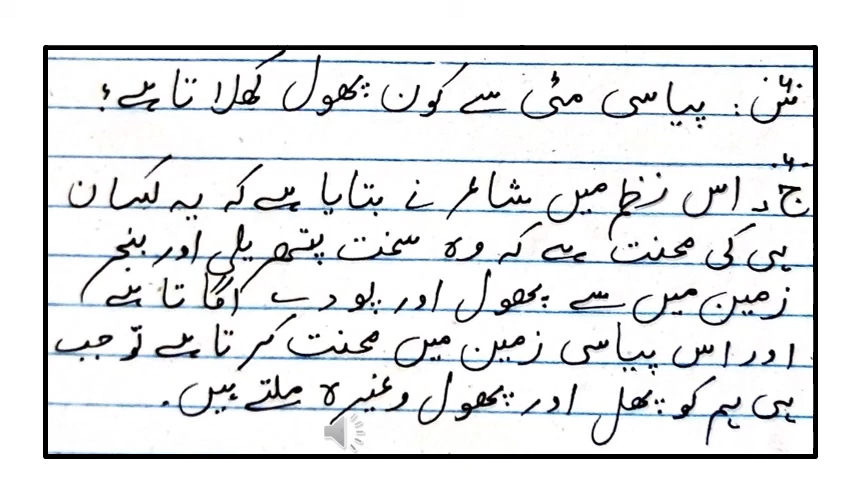 س۴: پیاسی مٹی سے کون پھول کھلاتا ہے؟
ج۴۔ اس نظم میں شاعر نے بتایا ہے کہ یہ کسان
ہی کی محنت ہے کہ وہ سخت پتھریلی اور بنجر
زمین میں سے پھول اور پودے اگاتا ہے
اور اس پیاسی زمین میں محنت کرتا ہے تو جب
ہی ہم کو پھل اور پھول وغیرہ ملتے ہیں۔